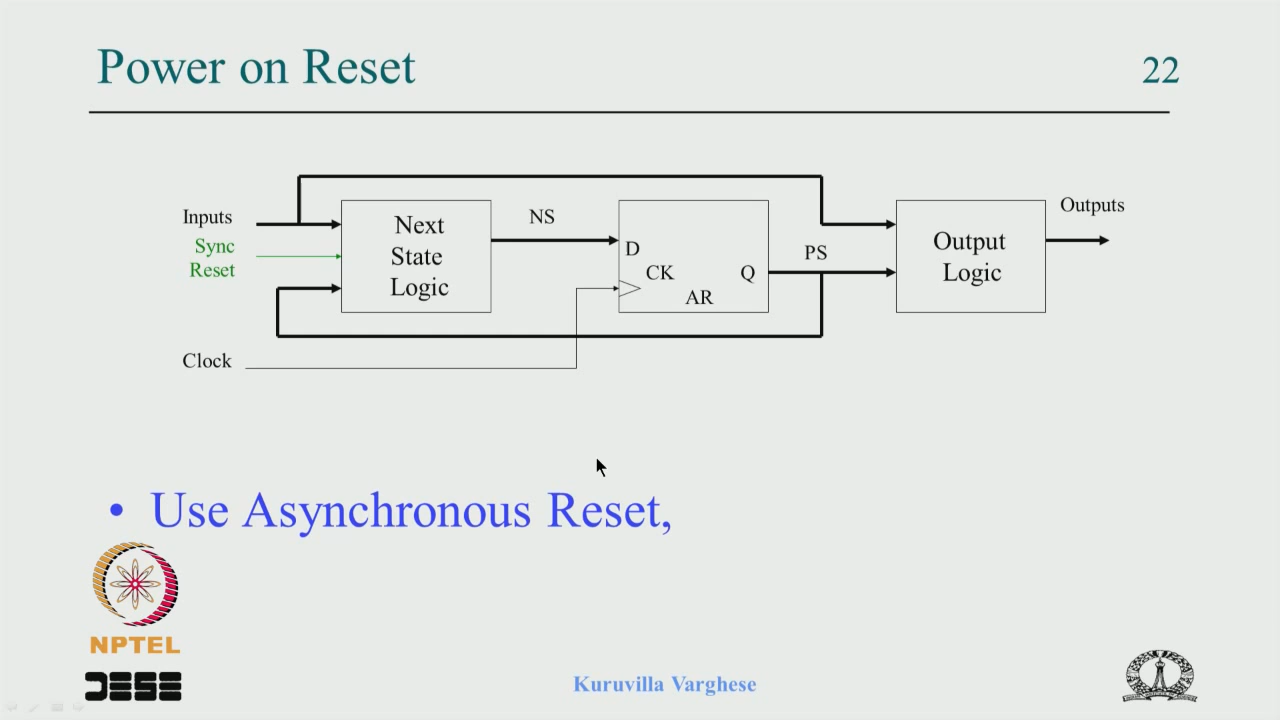 Power on Reset
22
Inputs
Sync
Reset
Clock
Next
State
Logic
NS
D
CK
AR
Q
PS
Output
Logic
Outputs
• Use Asynchronous Reset,
NPTEL
DESE
Kuruvilla Varghese